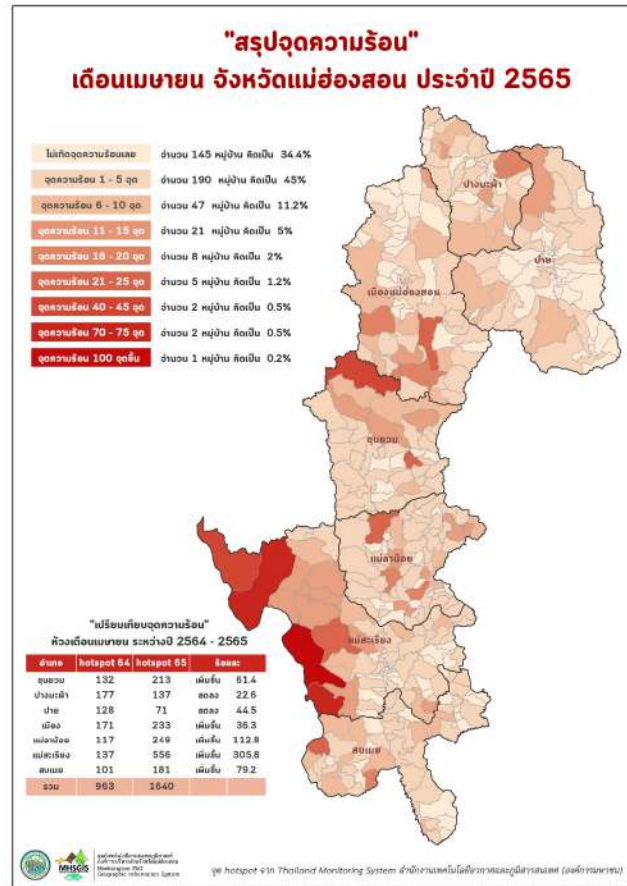 "สรุปจุดความร้อน"
เดือนเมษายน จังหวัดแม่ฮ่องสอน ประจำปี 2565
ไม่เกิดจุดความร้อนเลย จำนวน 145 หมู่บ้าน คิดเป็น 34.4%
จุดความร้อน 1 - 5 จุด จำนวน 190 หมู่บ้าน คิดเป็น 45%
จุดความร้อน 6 - 10 จุด จำนวน 47 หมู่บ้าน คิดเป็น 11.2%
จุดความร้อน 11 - 15 จุด จำนวน 21 หมู่บ้าน คิดเป็น 5%
จุดความร้อน 16 - 20 จุด จำนวน 8 หมู่บ้าน คิดเป็น 2%
จุดความร้อน 21 - 25 จุด จำนวน 5 หมู่บ้าน คิดเป็น 1.2%
จุดความร้อน 40 - 45 จุด จำนวน 2 หมู่บ้าน คิดเป็น 0.5%
จุดความร้อน 70 - 75 จุด จำนวน 2 หมู่บ้าน คิดเป็น 0.5%
จุดความร้อน 100 จุดขึ้น จำนวน 1 หมู่บ้าน คิดเป็น 0.2%
ปางมะผ้า
ปาย
เมืองแม่ฮ่องสอน
ขุนยวม
แม่ลาน้อย
แม่สะเรียง
สบเมย
"เปรียบเทียบจุดความร้อน"
ห้วงเดือนเมษายน ระหว่างปี 2564 - 2565
อำเภอ hotspot 64 hotspot 65 ร้อยละ
ขุนยวม 132 213 เพิ่มขึ้น 61.4
ปางมะผ้า 177 137 ลดลง 22.6
ปาย 128 71 ลดลง 44.5
เมือง 171 233 เพิ่มขึ้น 36.3
แม่ลาน้อย 117 249 เพิ่มขึ้น 112.8
แม่สะเรียง 137 556 เพิ่มขึ้น 305.8
สบเมย 101 181 เพิ่มขึ้น 79.2
รวม 963 1640
MHSGIS
Geographic Information System
จุด hotspot จาก Thailand Monitoring System สำนักงานเทคโนโลยีอวกาศและภูมิสารสนเทศ (องค์การมหาชน)